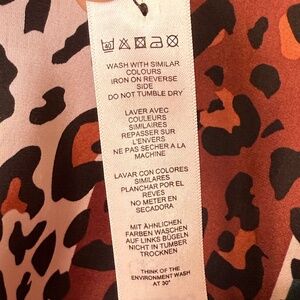 40
WASH WITH SIMILAR
COLOURS
IRON ON REVERSE
SIDE
DO NOT TUMBLE DRY
LAVER AVEC
COULEURS
SIMILAIRES
REPASSER SUR
L'ENVERS
NE PAS SECHER A LA
MACHINE
LAVAR CON COLORES
SIMILARES
PLANCHAR POR EL
REVES
NO METER EN
SECADORA
MIT ÄHNLICHEN
FARBEN WASCHEN
AUF LINKS BÜGELN
NICHT IN TUMBER
TROCKNEN
THINK OF THE
ENVIRONMENT WASH
AT 30°